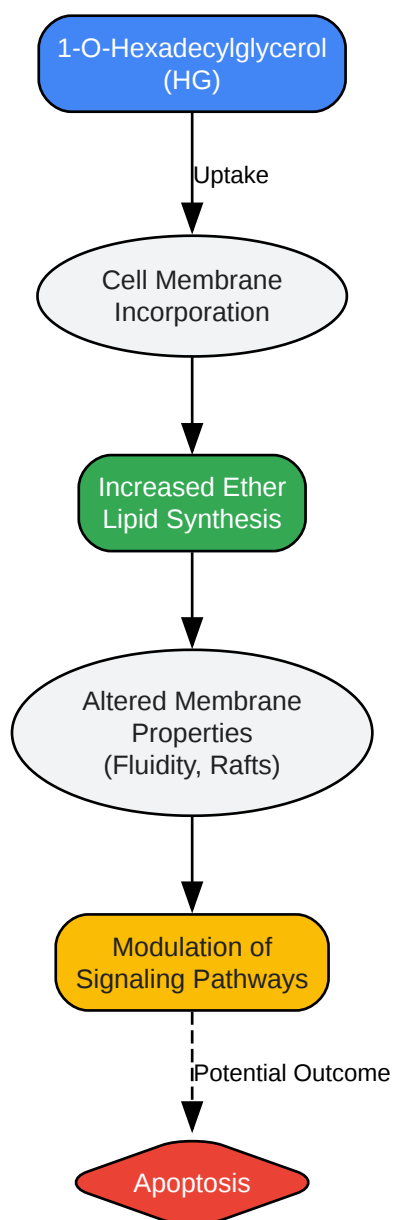 1-O-Hexadecylglycerol
(HG)
Uptake
Cell Membrane
Incorporation
Increased Ether
Lipid Synthesis
Altered Membrane
Properties
(Fluidity, Rafts)
Modulation of
Signaling Pathways
Potential Outcome
Apoptosis